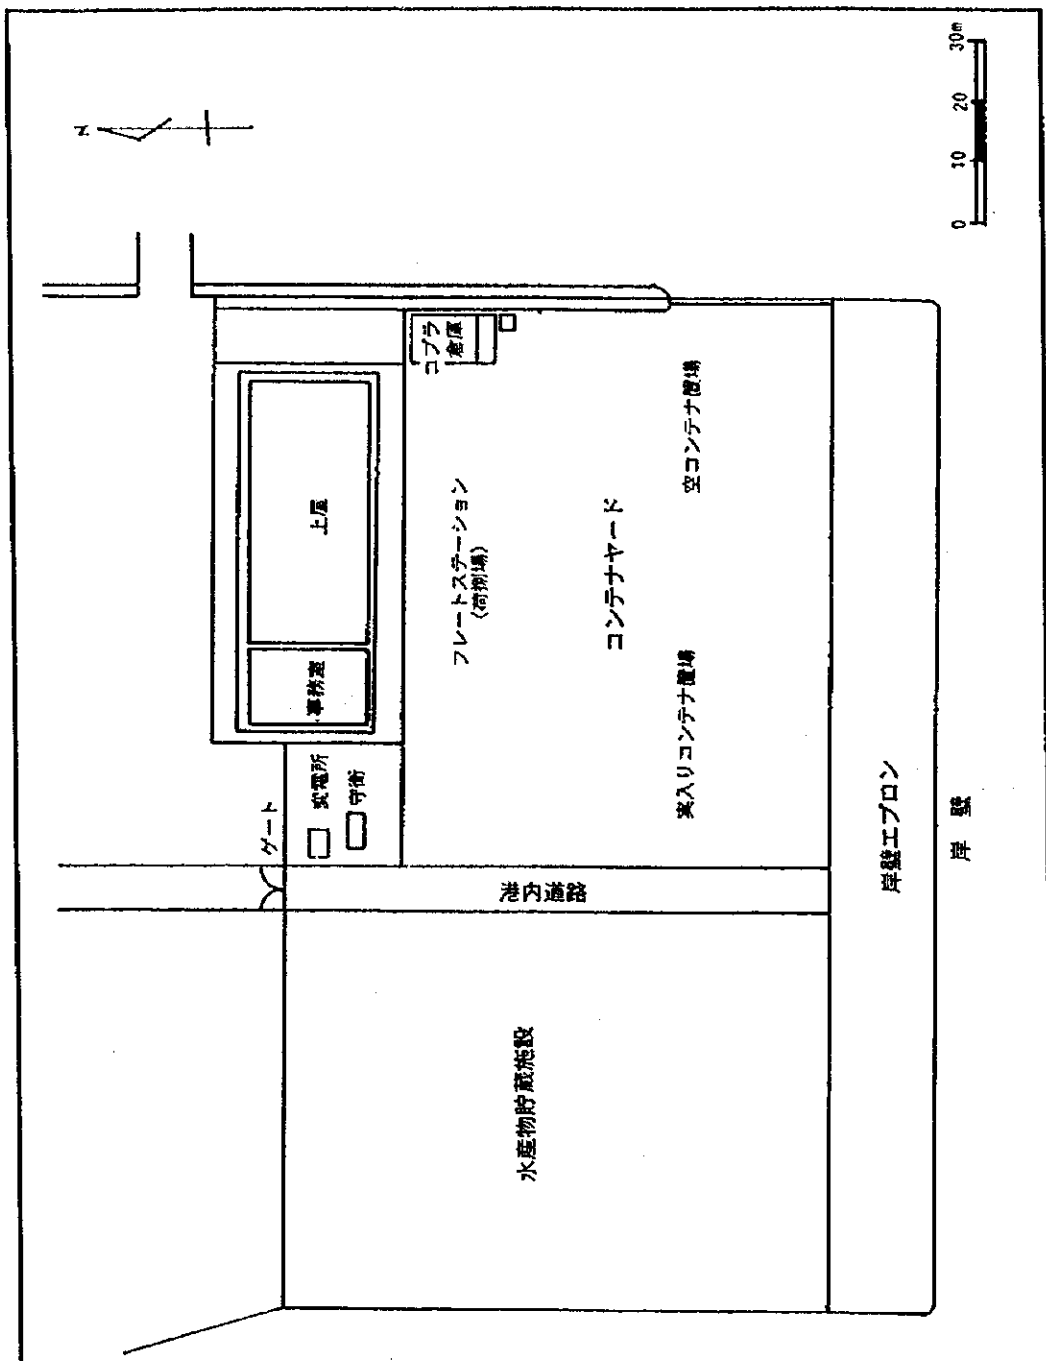 N
0 10 20 30m
コプラ
倉庫
上屋
事務室
フレートステーション
(荷捌場)
コンテナヤード
空コンテナ置場
実入りコンテナ置場
ゲート
変電所
守衛
港内道路
水産物貯蔵施設
岸壁エプロン
岸壁